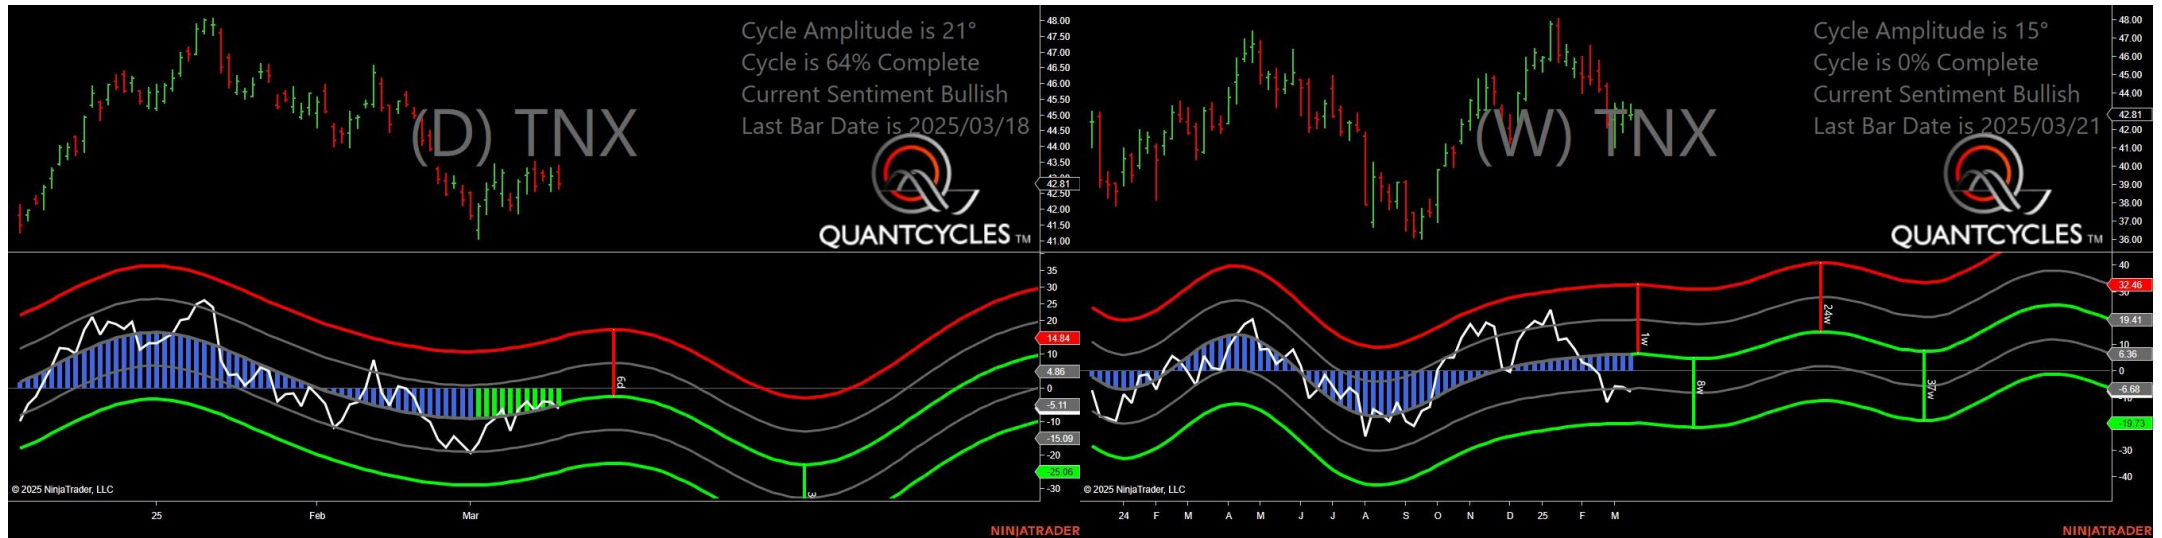 Cycle Amplitude is 21°
Cycle is 64% Complete
Current Sentiment Bullish
Last Bar Date is 2025/03/18
(D) TNX
QUANTCYCLES TM
48.00
47.50
47.00
46.50
46.00
45.50
45.00
44.50
44.00
43.50
42.81
42.50
42.00
41.50
41.00
35
30
25
20
14.84
10
4.86
0
-5.11
-10
-15.09
-20
-25.06
-30
6d
© 2025 NinjaTrader, LLC
25 Feb Mar
NINJATRADER
Cycle Amplitude is 15°
Cycle is 0% Complete
Current Sentiment Bullish
Last Bar Date is 2025/03/21
(W) TNX
QUANTCYCLES TM
48.00
47.00
46.00
45.00
44.00
42.81
42.00
41.00
40.00
39.00
38.00
37.00
36.00
40
32.46
30
19.41
10
6.36
0
-6.68
-10
-19.73
-30
-40
1w
8w
24w
37w
© 2025 NinjaTrader, LLC
24 F M A M J J A S O N D 25 F M
NINJATRADER